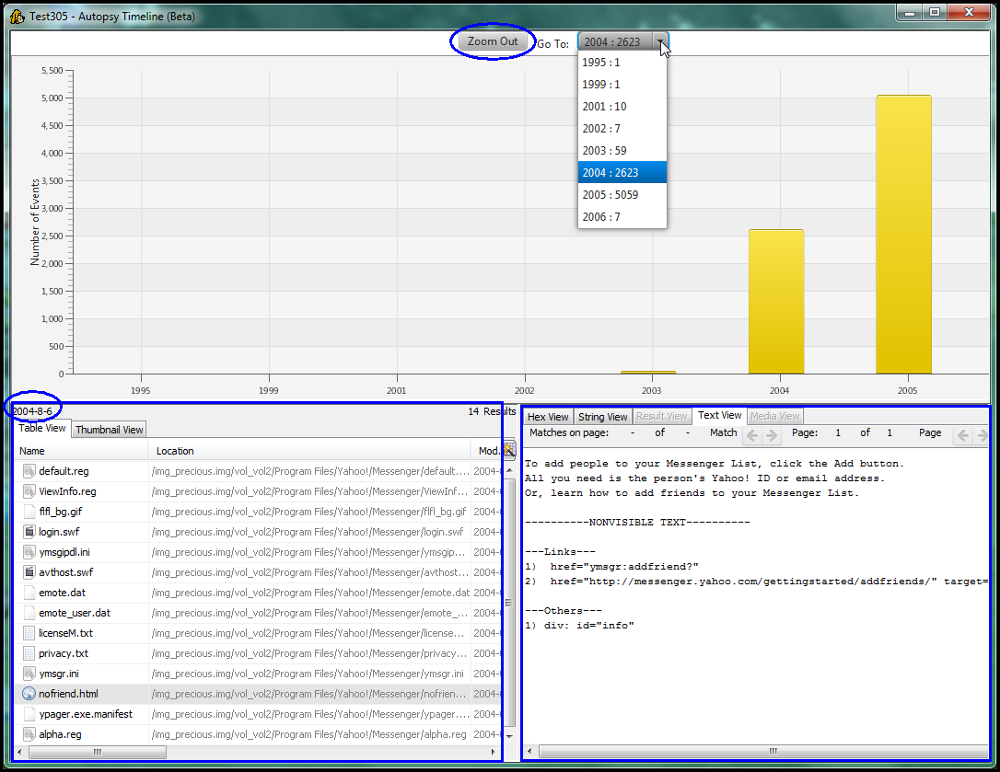 Test305 - Autopsy Timeline (Beta)
Zoom Out Go To: 2004 : 2623
1995 : 1
1999 : 1
2001 : 10
2002 : 7
2003 : 59
2004 : 2623
2005 : 5059
2006 : 7
Number of Events
5,500
5,000
4,500
4,000
3,500
3,000
2,500
2,000
1,500
1,000
500
0
1995 1999 2001 2002 2003 2004 2005
2004-8-6 14 Results
Table View Thumbnail View
Name Location Mod.
default.reg /img_precious.img/vol_vol2/Program Files/Yahoo!/Messenger/default.... 2004-
ViewInfo.reg /img_precious.img/vol_vol2/Program Files/Yahoo!/Messenger/ViewInf... 2004-
flfl_bg.gif /img_precious.img/vol_vol2/Program Files/Yahoo!/Messenger/flfl_bg.gif 2004-
login.swf /img_precious.img/vol_vol2/Program Files/Yahoo!/Messenger/login.swf 2004-
ymsgipdl.ini /img_precious.img/vol_vol2/Program Files/Yahoo!/Messenger/ymsgip... 2004-
avthost.swf /img_precious.img/vol_vol2/Program Files/Yahoo!/Messenger/avthost... 2004-
emote.dat /img_precious.img/vol_vol2/Program Files/Yahoo!/Messenger/emote.dat 2004-
emote_user.dat /img_precious.img/vol_vol2/Program Files/Yahoo!/Messenger/emote_... 2004-
licenseM.txt /img_precious.img/vol_vol2/Program Files/Yahoo!/Messenger/license... 2004-
privacy.txt /img_precious.img/vol_vol2/Program Files/Yahoo!/Messenger/privacy... 2004-
ymsgr.ini /img_precious.img/vol_vol2/Program Files/Yahoo!/Messenger/ymsgr.ini 2004-
nofriend.html /img_precious.img/vol_vol2/Program Files/Yahoo!/Messenger/nofrien... 2004-
ypager.exe.manifest /img_precious.img/vol_vol2/Program Files/Yahoo!/Messenger/ypager.... 2004-
alpha.reg /img_precious.img/vol_vol2/Program Files/Yahoo!/Messenger/alpha.reg 2004-
Hex View String View Result View Text View Media View
Matches on page: - of - Match Page: 1 of 1 Page
To add people to your Messenger List, click the Add button.
All you need is the person's Yahoo! ID or email address.
Or, learn how to add friends to your Messenger List.
----------NONVISIBLE TEXT----------
---Links---
1) href="ymsgr:addfriend?"
2) href="http://messenger.yahoo.com/gettingstarted/addfriends/" target=
---Others---
1) div: id="info"